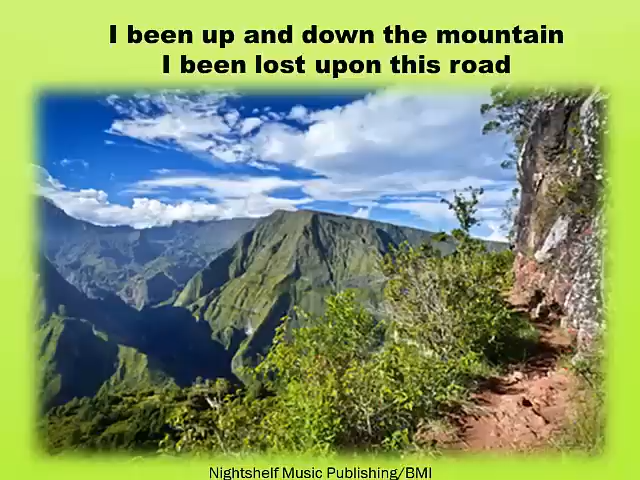 I been up and down the mountain
I been lost upon this road
Nightshelf Music Publishing/BMI